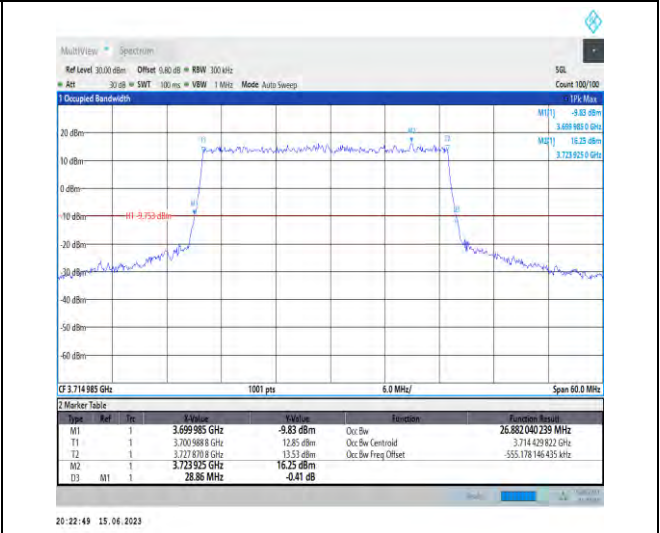 MultiView Spectrum
Ref Level 30.00 dBm Offset 9.80 dB RBW 300 kHz SGL
Att 30 dB SWT 100 ms VBW 1 MHz Mode Auto Sweep Count 100/100
1 Occupied Bandwidth 1Pk Max
M1[1] -9.83 dBm
3.699 985 0 GHz
M2[1] 16.25 dBm
3.723 925 0 GHz
20 dBm
10 dBm
0 dBm
-10 dBm
H1 -9.753 dBm
-20 dBm
-30 dBm
-40 dBm
-50 dBm
-60 dBm
T1
M2
T2
M1
D3
CF 3.714 985 GHz 1001 pts 6.0 MHz/ Span 60.0 MHz
2 Marker Table
Type Ref Trc X-Value Y-Value Function Function Result
M1 1 3.699 985 GHz -9.83 dBm Occ Bw 26.882 040 239 MHz
T1 1 3.700 988 8 GHz 12.85 dBm Occ Bw Centroid 3.714 429 822 GHz
T2 1 3.727 870 8 GHz 13.53 dBm Occ Bw Freq Offset -555.178 146 435 kHz
M2 1 3.723 925 GHz 16.25 dBm
D3 M1 1 28.86 MHz -0.41 dB
20:22:49 15.06.2023